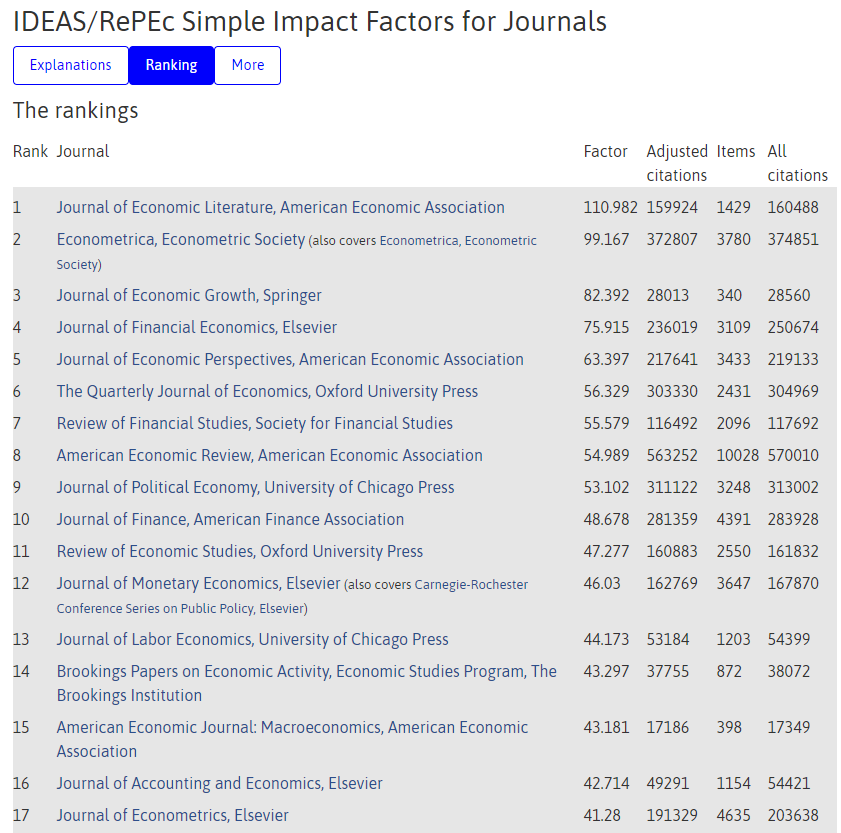 IDEAS/RePEc Simple Impact Factors for Journals
Explanations Ranking More
The rankings
Rank Journal Factor Adjusted citations Items All citations
1 Journal of Economic Literature, American Economic Association 110.982 159924 1429 160488
2 Econometrica, Econometric Society (also covers Econometrica, Econometric 99.167 372807 3780 374851
Society)
3 Journal of Economic Growth, Springer 82.392 28013 340 28560
4 Journal of Financial Economics, Elsevier 75.915 236019 3109 250674
5 Journal of Economic Perspectives, American Economic Association 63.397 217641 3433 219133
6 The Quarterly Journal of Economics, Oxford University Press 56.329 303330 2431 304969
7 Review of Financial Studies, Society for Financial Studies 55.579 116492 2096 117692
8 American Economic Review, American Economic Association 54.989 563252 10028 570010
9 Journal of Political Economy, University of Chicago Press 53.102 311122 3248 313002
10 Journal of Finance, American Finance Association 48.678 281359 4391 283928
11 Review of Economic Studies, Oxford University Press 47.277 160883 2550 161832
12 Journal of Monetary Economics, Elsevier (also covers Carnegie-Rochester 46.03 162769 3647 167870
Conference Series on Public Policy, Elsevier)
13 Journal of Labor Economics, University of Chicago Press 44.173 53184 1203 54399
14 Brookings Papers on Economic Activity, Economic Studies Program, The 43.297 37755 872 38072
Brookings Institution
15 American Economic Journal: Macroeconomics, American Economic 43.181 17186 398 17349
Association
16 Journal of Accounting and Economics, Elsevier 42.714 49291 1154 54421
17 Journal of Econometrics, Elsevier 41.28 191329 4635 203638